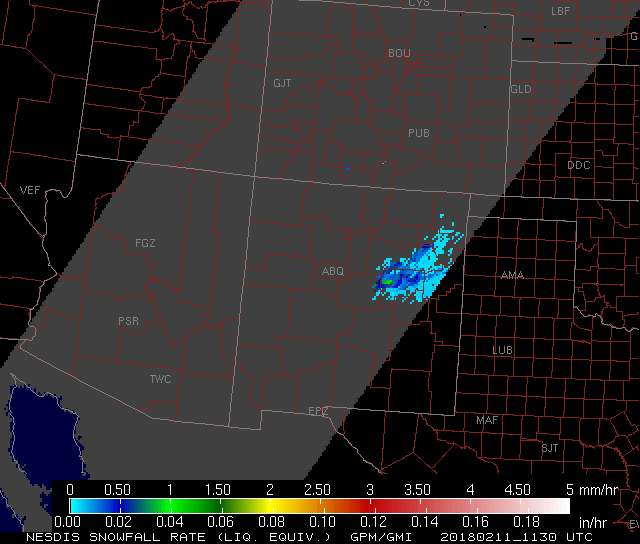 CYS
LBF
BOU
G
GJT
GLD
PUB
DDC
VEF
FGZ
ABQ
AMA
PSR
LUB
TWC
EPZ
MAF
SJT
0 0.50 1 1.50 2 2.50 3 3.50 4 4.50 5 mm/hr
0.00 0.02 0.04 0.06 0.08 0.10 0.12 0.14 0.16 0.18 in/hr
NESDIS SNOWFALL RATE (LIQ. EQUIV.) GPM/GMI 20180211_1130 UTC